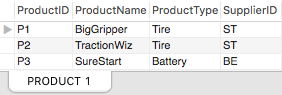 ProductID ProductName ProductType SupplierID
P1 BigGripper Tire ST
P2 TractionWiz Tire ST
P3 SureStart Battery BE
PRODUCT 1